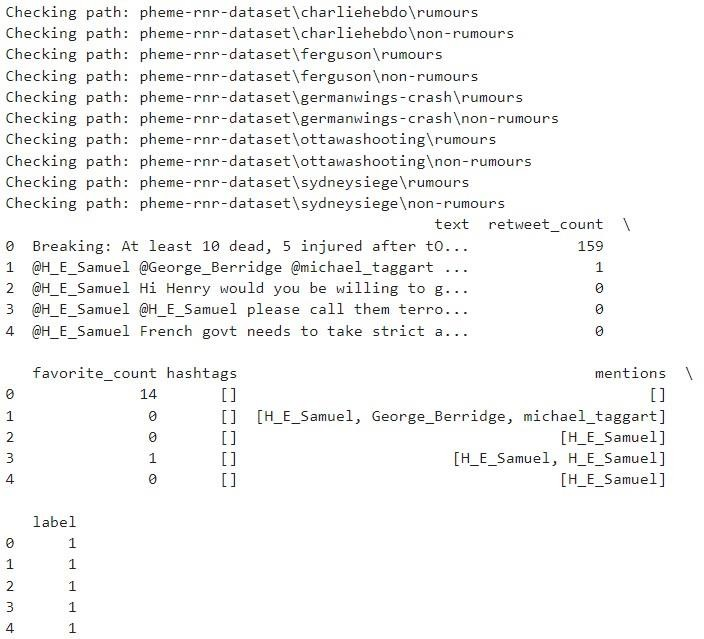 Checking path: pheme-rnr-dataset\charliehebdo\rumours
Checking path: pheme-rnr-dataset\charliehebdo\non-rumours
Checking path: pheme-rnr-dataset\ferguson\rumours
Checking path: pheme-rnr-dataset\ferguson\non-rumours
Checking path: pheme-rnr-dataset\germanwings-crash\rumours
Checking path: pheme-rnr-dataset\germanwings-crash\non-rumours
Checking path: pheme-rnr-dataset\ottawashooting\rumours
Checking path: pheme-rnr-dataset\ottawashooting\non-rumours
Checking path: pheme-rnr-dataset\sydneysiege\rumours
Checking path: pheme-rnr-dataset\sydneysiege\non-rumours
text retweet_count \
0 Breaking: At least 10 dead, 5 injured after tO... 159
1 @H_E_Samuel @George_Berridge @michael_taggart ... 1
2 @H_E_Samuel Hi Henry would you be willing to g... 0
3 @H_E_Samuel @H_E_Samuel please call them terro... 0
4 @H_E_Samuel French govt needs to take strict a... 0
favorite_count hashtags mentions \
0 14 [] []
1 0 [] [H_E_Samuel, George_Berridge, michael_taggart]
2 0 [] [H_E_Samuel]
3 1 [] [H_E_Samuel, H_E_Samuel]
4 0 [] [H_E_Samuel]
label
0 1
1 1
2 1
3 1
4 1